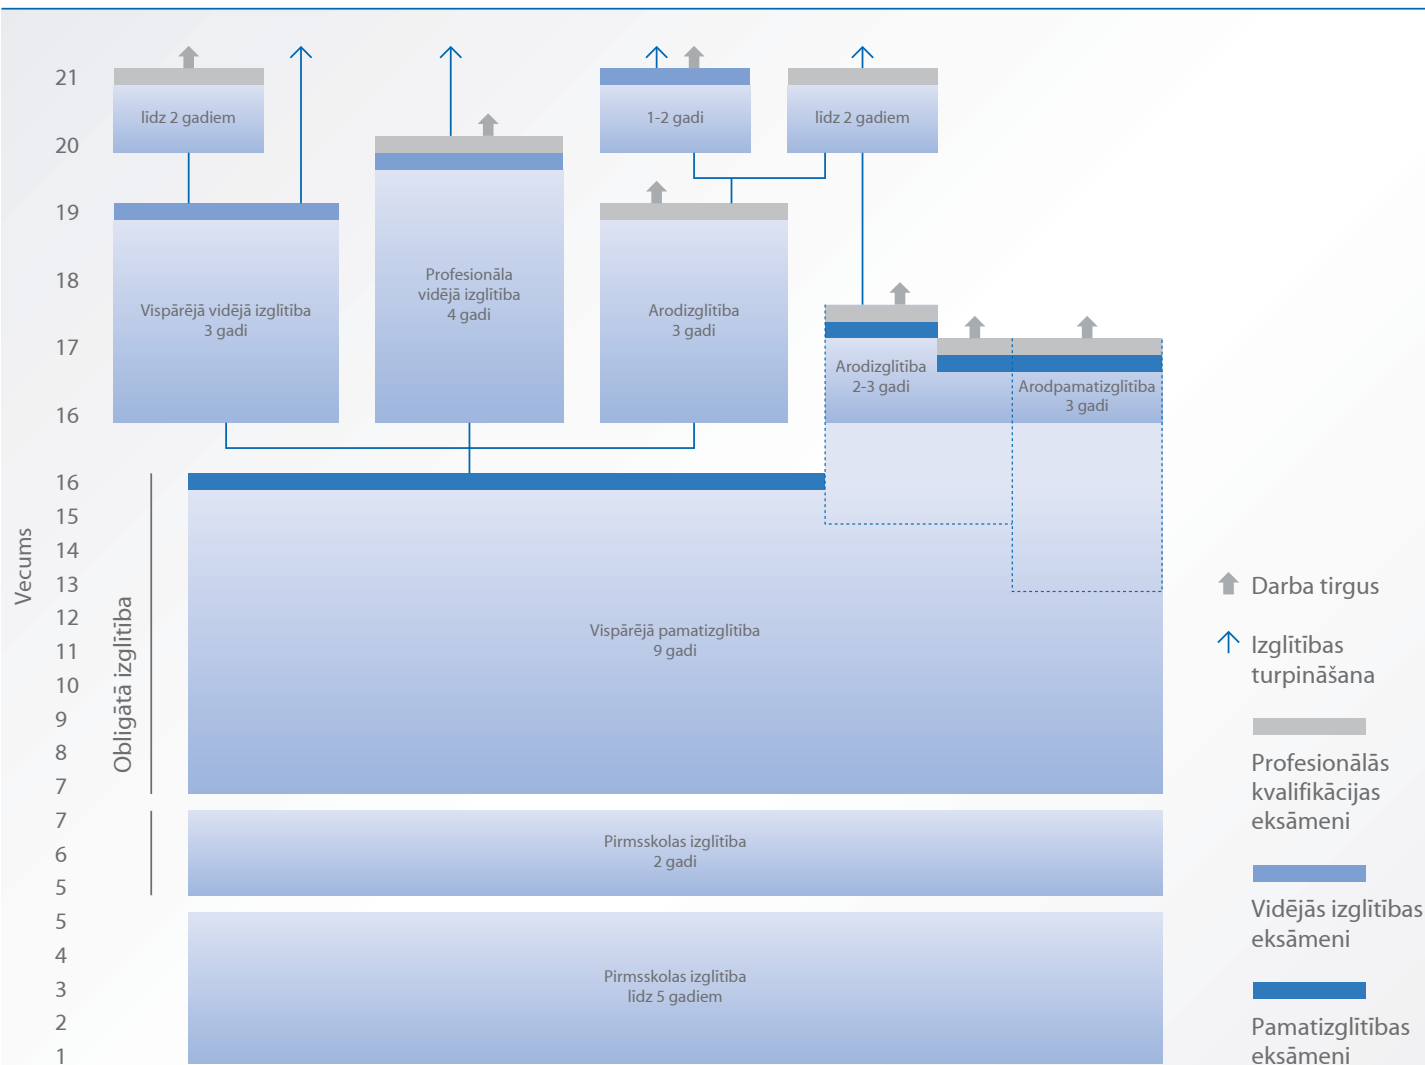 21
20
19
18
17
16
16
15
14
13
12
11
10
9
8
7
7
6
5
5
4
3
2
1
Vecums
Obligātā izglītība
līdz 2 gadiem
1-2 gadi
līdz 2 gadiem
Vispārējā vidējā izglītība
3 gadi
Profesionāla
vidējā izglītība
4 gadi
Arodizglītība
3 gadi
Arodizglītība
2-3 gadi
Arodpamatizglītība
3 gadi
Vispārējā pamatizglītība
9 gadi
Pirmsskolas izglītība
2 gadi
Pirmsskolas izglītība
līdz 5 gadiem
Darba tirgus
Izglītības
turpināšana
Profesionālās
kvalifikācijas
eksāmeni
Vidējās izglītības
eksāmeni
Pamatizglītības
eksāmeni